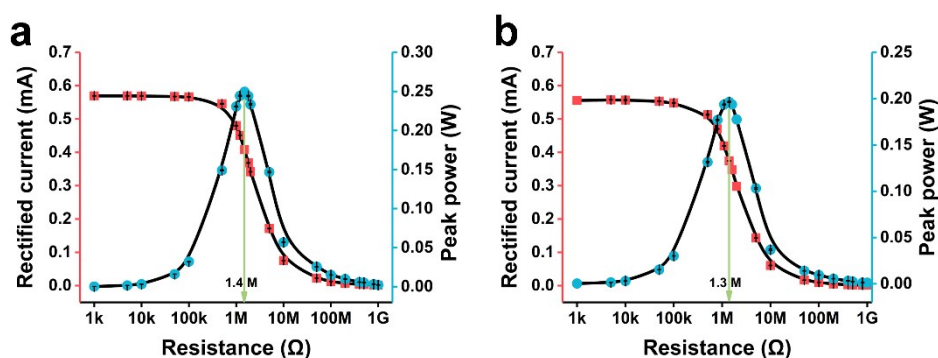 a
Rectified current (mA)
0.7
0.6
0.5
0.4
0.3
0.2
0.1
0.0
1k 10k 100k 1M 10M 100M 1G
Resistance (Ω)
1.4 M
0.30
0.25
0.20
0.15
0.10
0.05
0.00
Peak power (W)
b
Rectified current (mA)
0.7
0.6
0.5
0.4
0.3
0.2
0.1
0.0
1k 10k 100k 1M 10M 100M 1G
Resistance (Ω)
1.3 M
0.25
0.20
0.15
0.10
0.05
0.00
Peak power (W)